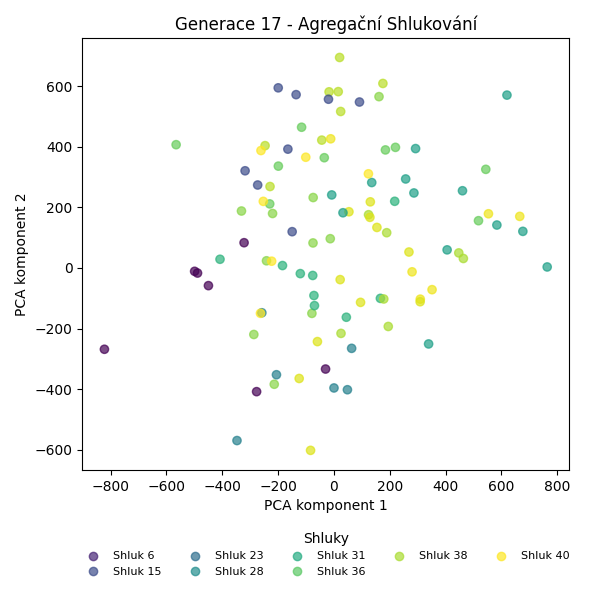 Generace 17 - Agregační Shlukování
PCA komponent 2
600
400
200
0
−200
−400
−600
−800 −600 −400 −200 0 200 400 600 800
PCA komponent 1
Shluky
Shluk 6 Shluk 23 Shluk 31 Shluk 38 Shluk 40
Shluk 15 Shluk 28 Shluk 36